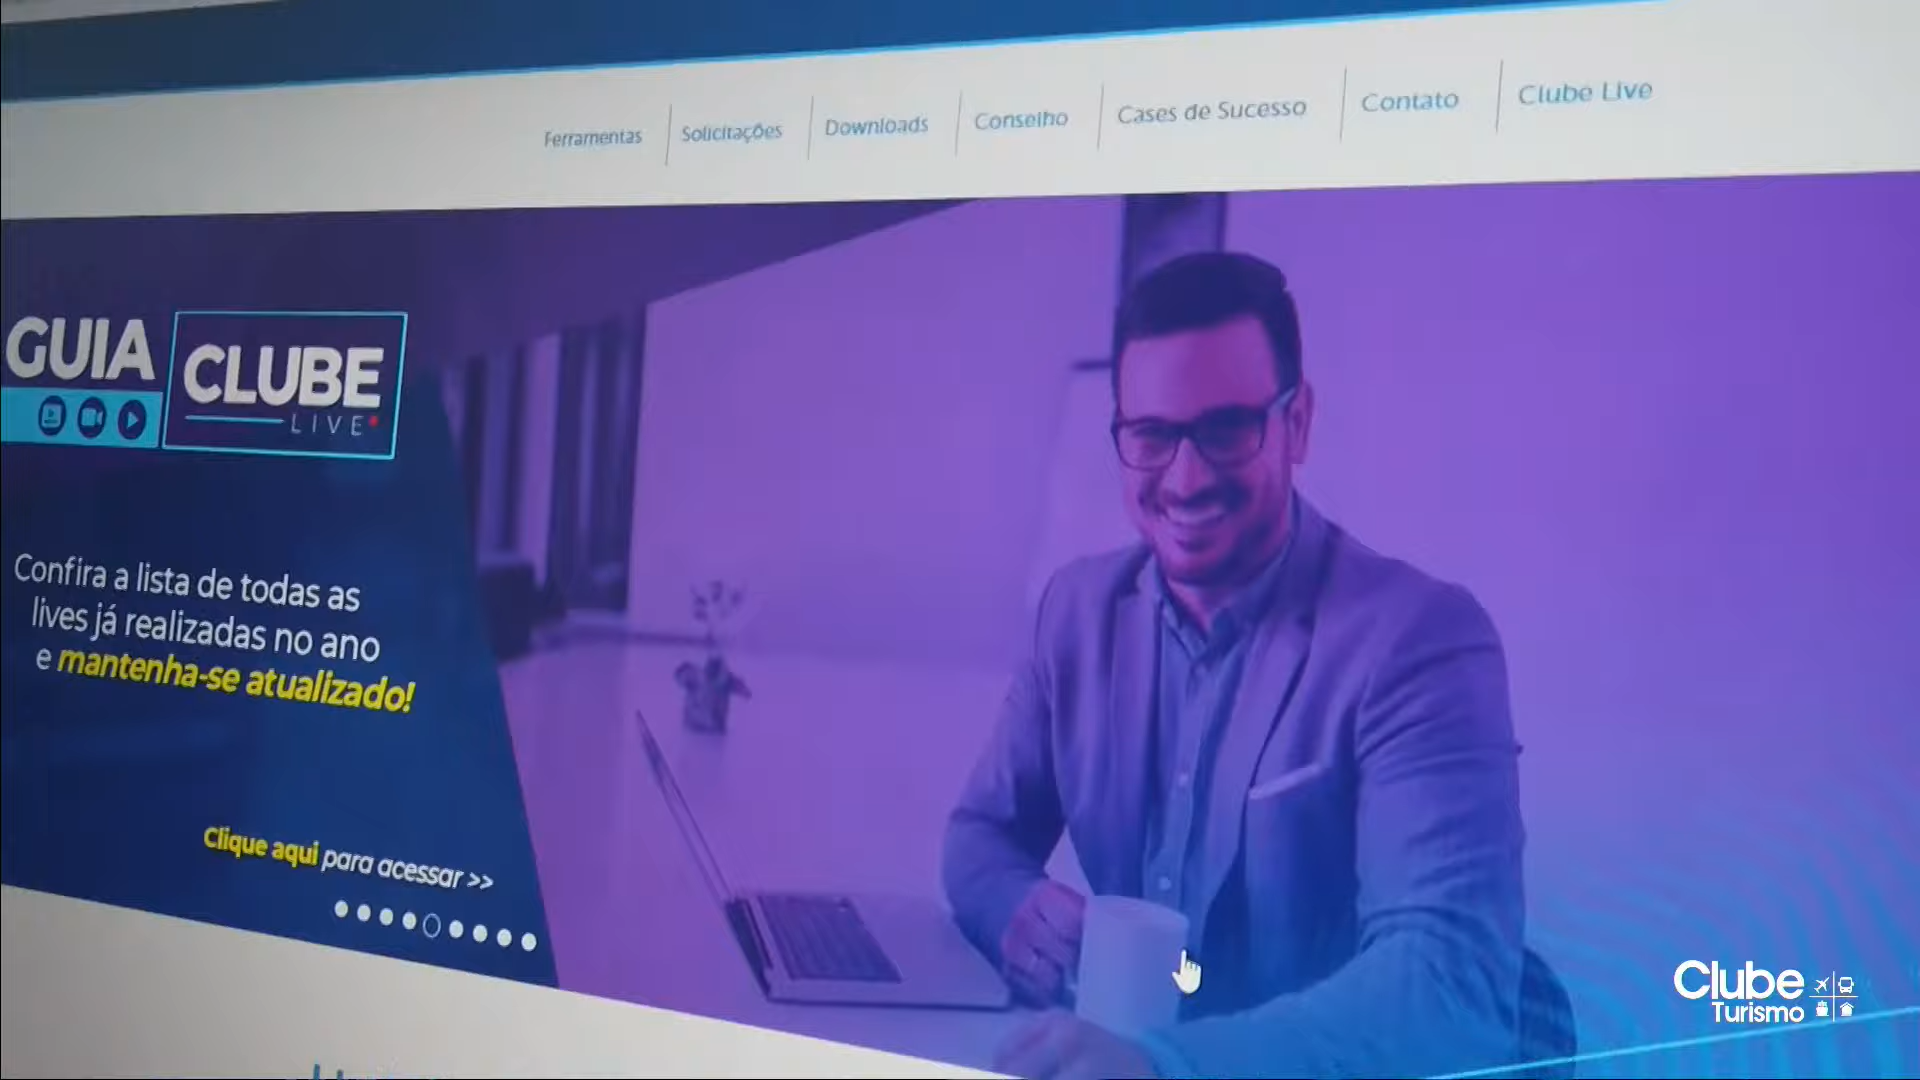 Ferramentas
Solicitações
Downloads
Conselho
Cases de Sucesso
Contato
Clube Live
GUIA
CLUBE
LIVE
Confira a lista de todas as
lives já realizadas no ano
e mantenha-se atualizado!
Clique aqui para acessar >>
Clube
Turismo